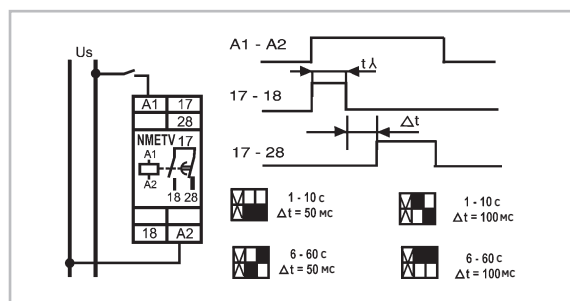 Us
A1 17
28
NMETV 17
A1
A2
18 28
18 A2
A1 - A2
t⅄
17 - 18
Δt
17 - 28
1 - 10 с
Δt = 50 мс
1 - 10 с
Δt = 100 мс
6 - 60 с
Δt = 50 мс
6 - 60 с
Δt = 100 мс